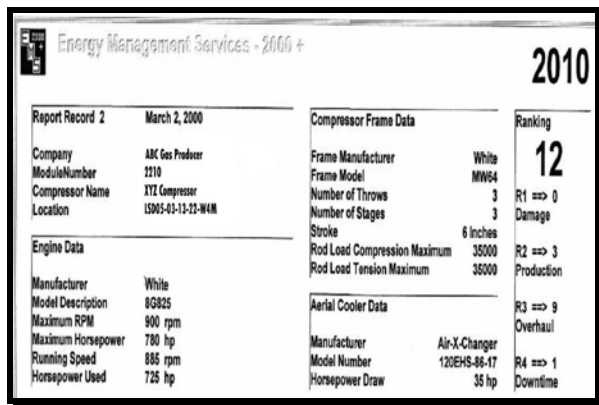 EMS 2000 +
Energy Management Services - 2000 +
2010
Report Record 2 March 2, 2000
Company ABC Gas Producer
ModuleNumber 2210
Compressor Name XYZ Compressor
Location LSD05-03-13-22-W4M
Engine Data
Manufacturer White
Model Description 8G825
Maximum RPM 900 rpm
Maximum Horsepower 780 hp
Running Speed 885 rpm
Horsepower Used 725 hp
Compressor Frame Data
Frame Manufacturer White
Frame Model MW64
Number of Throws 3
Number of Stages 3
Stroke 6 Inches
Rod Load Compression Maximum 35000
Rod Load Tension Maximum 35000
Aerial Cooler Data
Manufacturer Air-X-Changer
Model Number 120EHS-86-17
Horsepower Draw 35 hp
Ranking
12
R1 ==> 0
Damage
R2 ==> 3
Production
R3 ==> 9
Overhaul
R4 ==> 1
Downtime